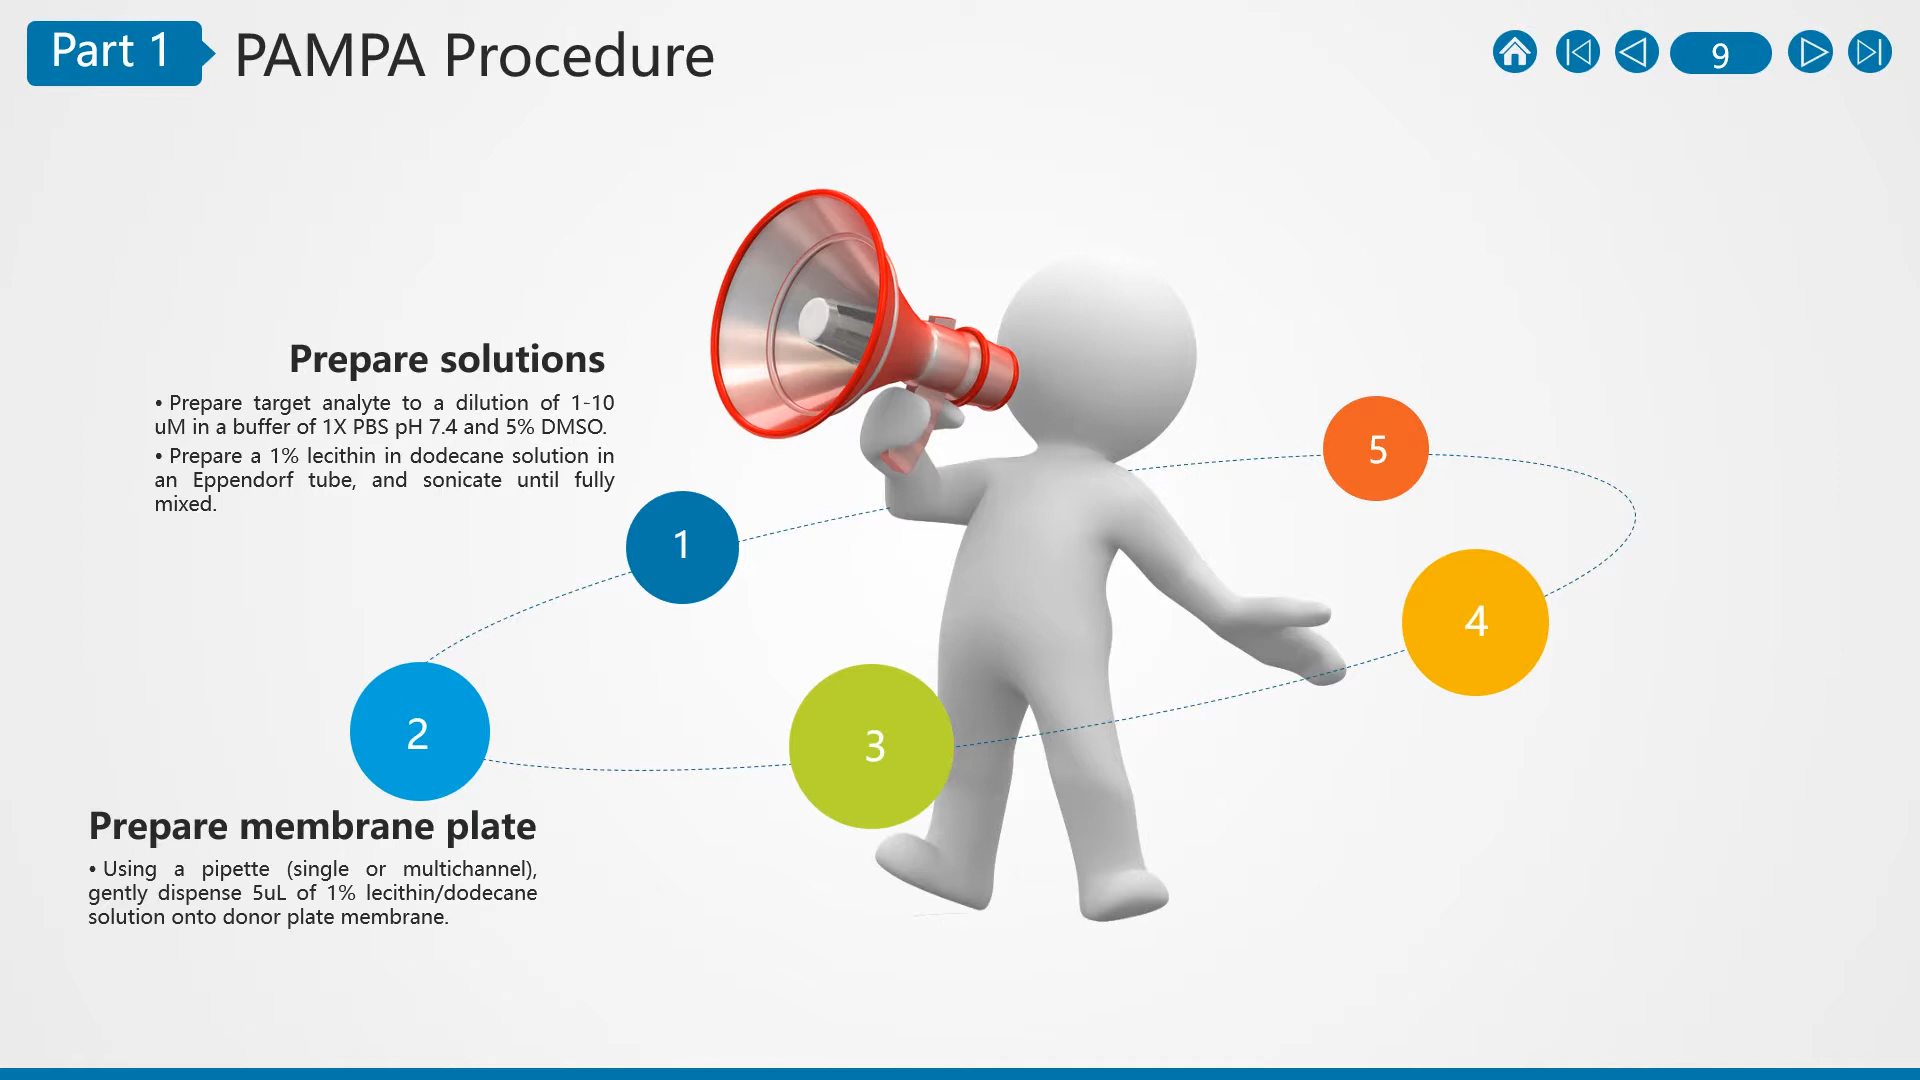 Part 1
PAMPA Procedure
9
Prepare solutions
• Prepare target analyte to a dilution of 1-10
uM in a buffer of 1X PBS pH 7.4 and 5% DMSO.
• Prepare a 1% lecithin in dodecane solution in
an Eppendorf tube, and sonicate until fully
mixed.
1
2
3
4
5
Prepare membrane plate
• Using a pipette (single or multichannel),
gently dispense 5uL of 1% lecithin/dodecane
solution onto donor plate membrane.